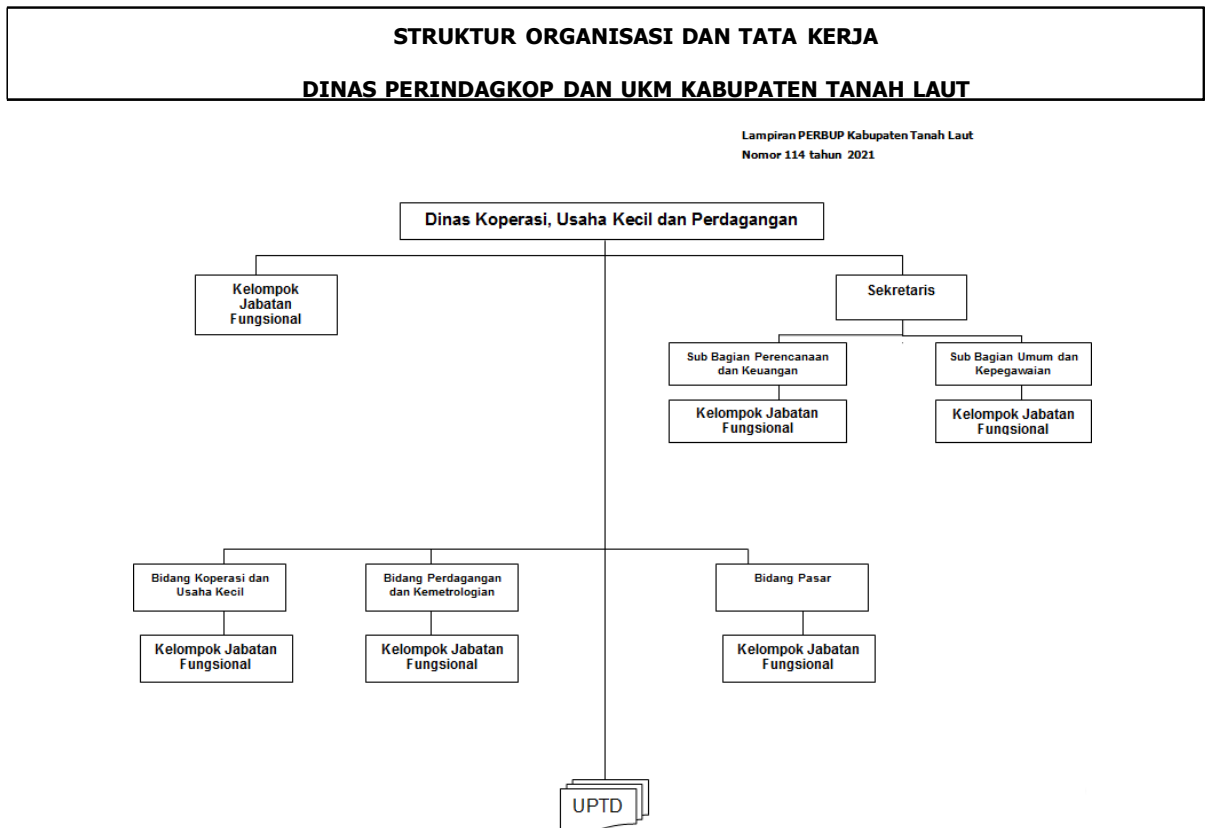 STRUKTUR ORGANISASI DAN TATA KERJA
DINAS PERINDAGKOP DAN UKM KABUPATEN TANAH LAUT
Lampiran PERBUP Kabupaten Tanah Laut
Nomor 114 tahun 2021
Dinas Koperasi, Usaha Kecil dan Perdagangan
Kelompok
Jabatan
Fungsional
Sekretaris
Sub Bagian Perencanaan
dan Keuangan
Sub Bagian Umum dan
Kepegawaian
Kelompok Jabatan
Fungsional
Kelompok Jabatan
Fungsional
Bidang Koperasi dan
Usaha Kecil
Bidang Perdagangan
dan Kemetrologian
Bidang Pasar
Kelompok Jabatan
Fungsional
Kelompok Jabatan
Fungsional
Kelompok Jabatan
Fungsional
UPTD